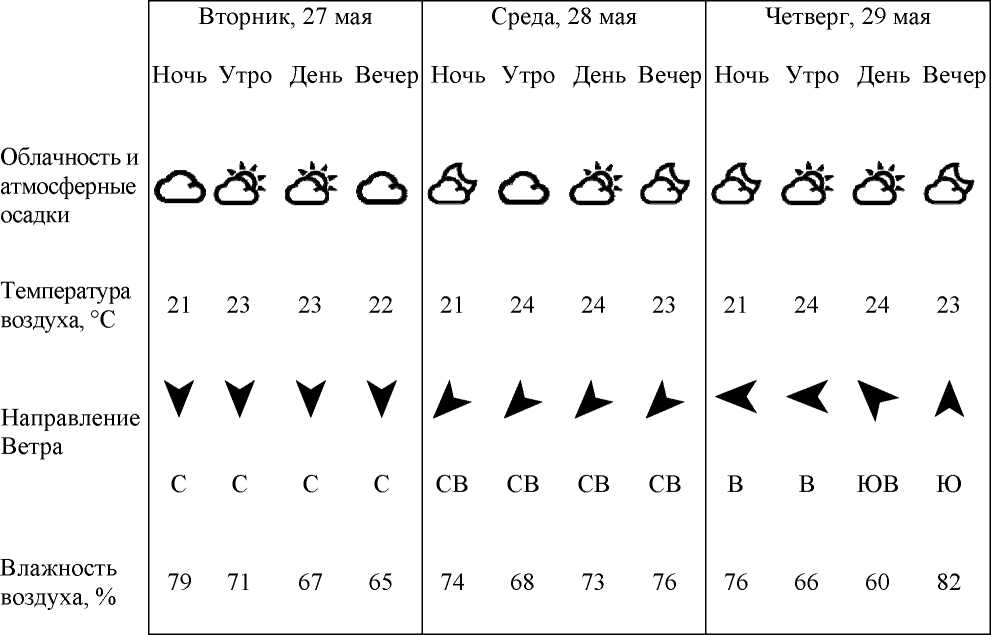 Вторник, 27 мая Среда, 28 мая Четверг, 29 мая
Ночь Утро День Вечер Ночь Утро День Вечер Ночь Утро День Вечер
Облачность и
атмосферные
осадки
Температура
воздуха, °С
21 23 23 22 21 24 24 23 21 24 24 23
Направление
Ветра
С С С С СВ СВ СВ СВ В В ЮВ Ю
Влажность
воздуха, %
79 71 67 65 74 68 73 76 76 66 60 82